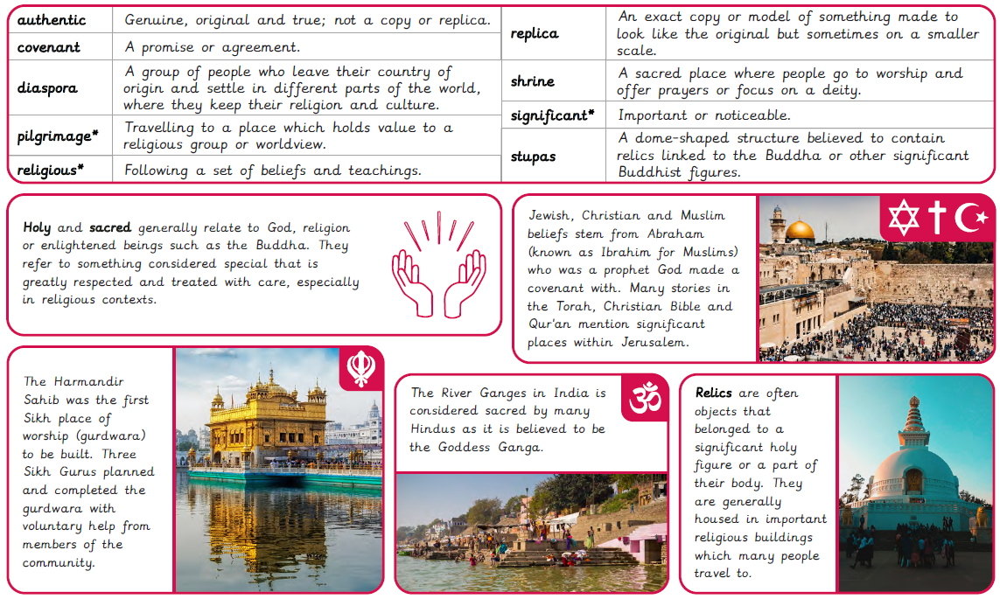 authentic
Genuine, original and true; not a copy or replica.
covenant
A promise or agreement.
diaspora
A group of people who leave their country of
origin and settle in different parts of the world,
where they keep their religion and culture.
pilgrimage*
Travelling to a place which holds value to a
religious group or worldview.
religious*
Following a set of beliefs and teachings.
replica
An exact copy or model of something made to
look like the original but sometimes on a smaller
scale.
shrine
A sacred place where people go to worship and
offer prayers or focus on a deity.
significant*
Important or noticeable.
stupas
A dome-shaped structure believed to contain
relics linked to the Buddha or other significant
Buddhist figures.
Holy and sacred generally relate to God, religion
or enlightened beings such as the Buddha. They
refer to something considered special that is
greatly respected and treated with care, especially
in religious contexts.
Jewish, Christian and Muslim
beliefs stem from Abraham
(known as Ibrahim for Muslims)
who was a prophet God made a
covenant with. Many stories in
the Torah, Christian Bible and
Qur'an mention significant
places within Jerusalem.
The Harmandir
Sahib was the first
Sikh place of
worship (gurdwara)
to be built. Three
Sikh Gurus planned
and completed the
gurdwara with
voluntary help from
members of the
community.
The River Ganges in India is
considered sacred by many
Hindus as it is believed to be
the Goddess Ganga.
ॐ
Relics are often
objects that
belonged to a
significant holy
figure or a part of
their body. They
are generally
housed in important
religious buildings
which many people
travel to.